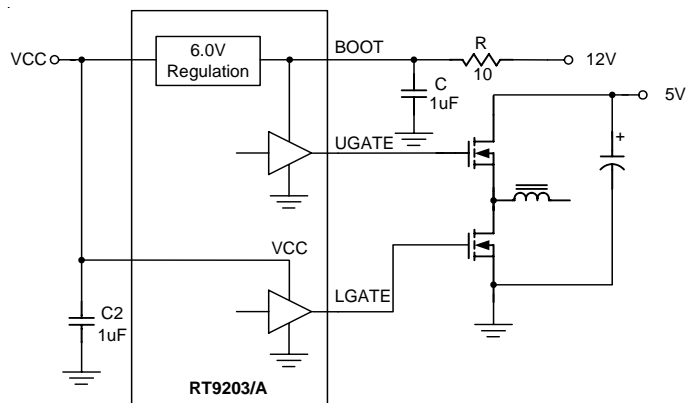 6.0V
Regulation
BOOT
R
10
12V
VCC
C
1uF
5V
+
UGATE
VCC
LGATE
C2
1uF
RT9203/A